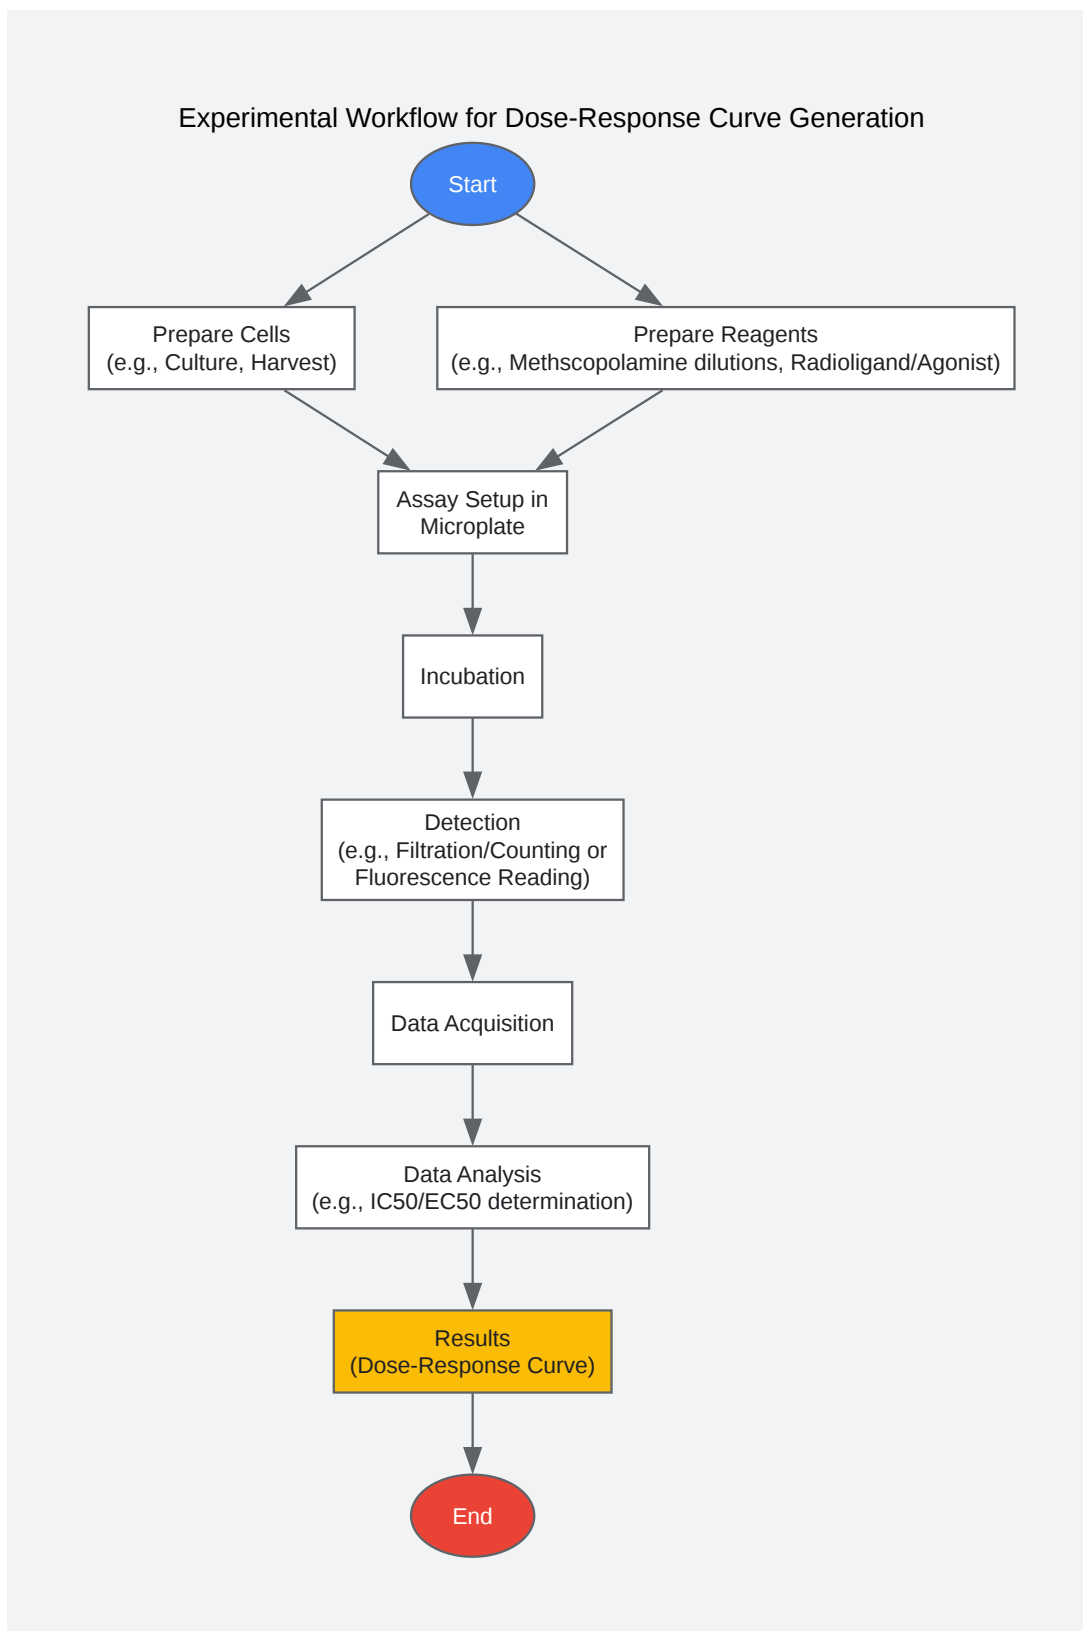 Experimental Workflow for Dose-Response Curve Generation
Start
Prepare Cells
(e.g., Culture, Harvest)
Prepare Reagents
(e.g., Methscopolamine dilutions, Radioligand/Agonist)
Assay Setup in
Microplate
Incubation
Detection
(e.g., Filtration/Counting or
Fluorescence Reading)
Data Acquisition
Data Analysis
(e.g., IC50/EC50 determination)
Results
(Dose-Response Curve)
End